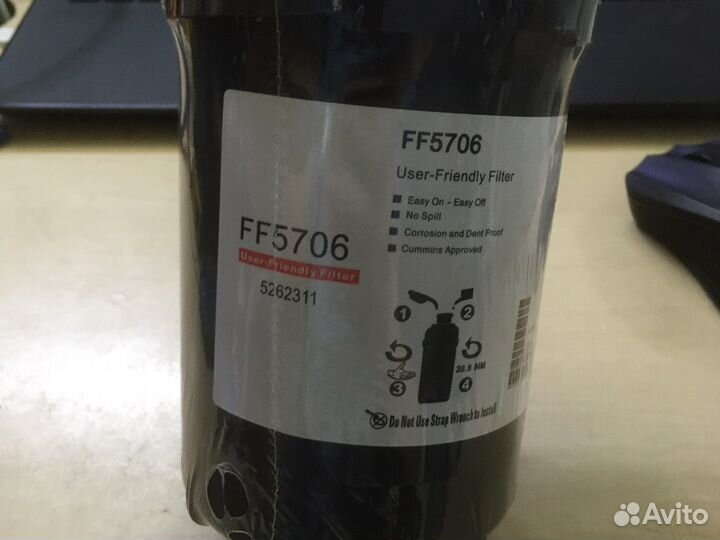 FF5706
User-Friendly Filter
5262311
FF5706
User-Friendly Filter
Easy On - Easy Off
No Spill
Corrosion and Dent Proof
Cummins Approved
1 2
3 38.6 NM 4
Do Not Use Strap Wrench to Install
Avito